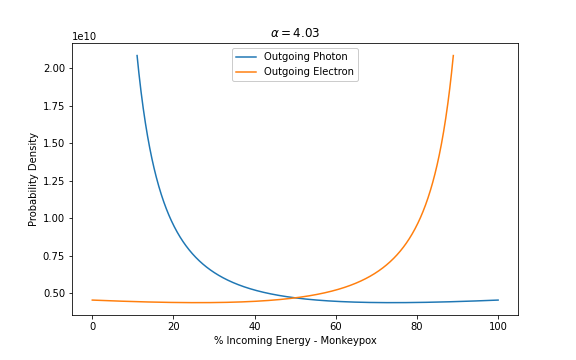 α = 4.03
1e10
Outgoing Photon
Outgoing Electron
2.00
1.75
1.50
1.25
1.00
0.75
0.50
Probability Density
0 20 40 60 80 100
% Incoming Energy - Monkeypox